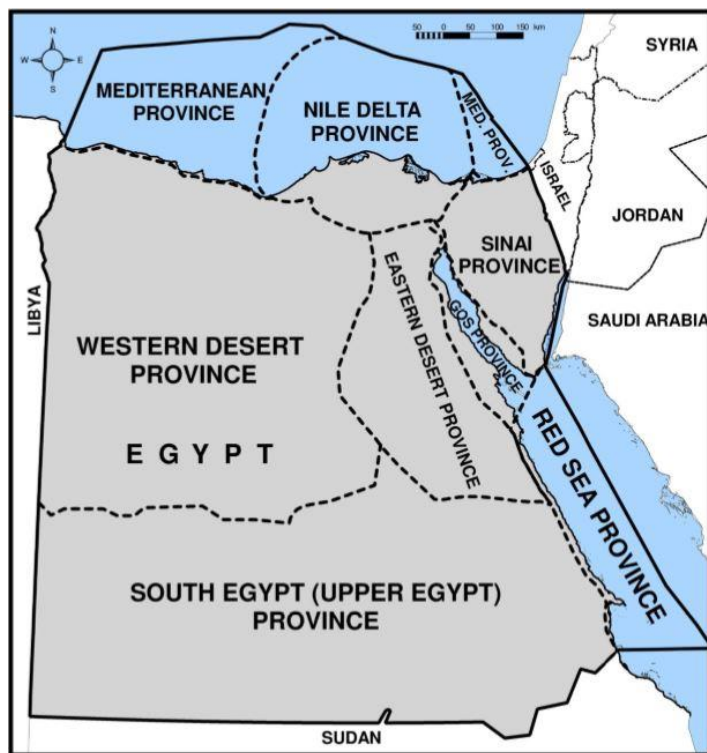 N
W
E
S
50
0
50
100
150
km
SYRIA
MEDITERRANEAN
PROVINCE
NILE DELTA
PROVINCE
MED. PROV.
ISRAEL
JORDAN
SINAI
PROVINCE
LIBYA
EASTERN DESERT PROVINCE
GOS PROVINCE
SAUDI ARABIA
WESTERN DESERT
PROVINCE
EGYPT
RED SEA PROVINCE
SOUTH EGYPT (UPPER EGYPT)
PROVINCE
SUDAN